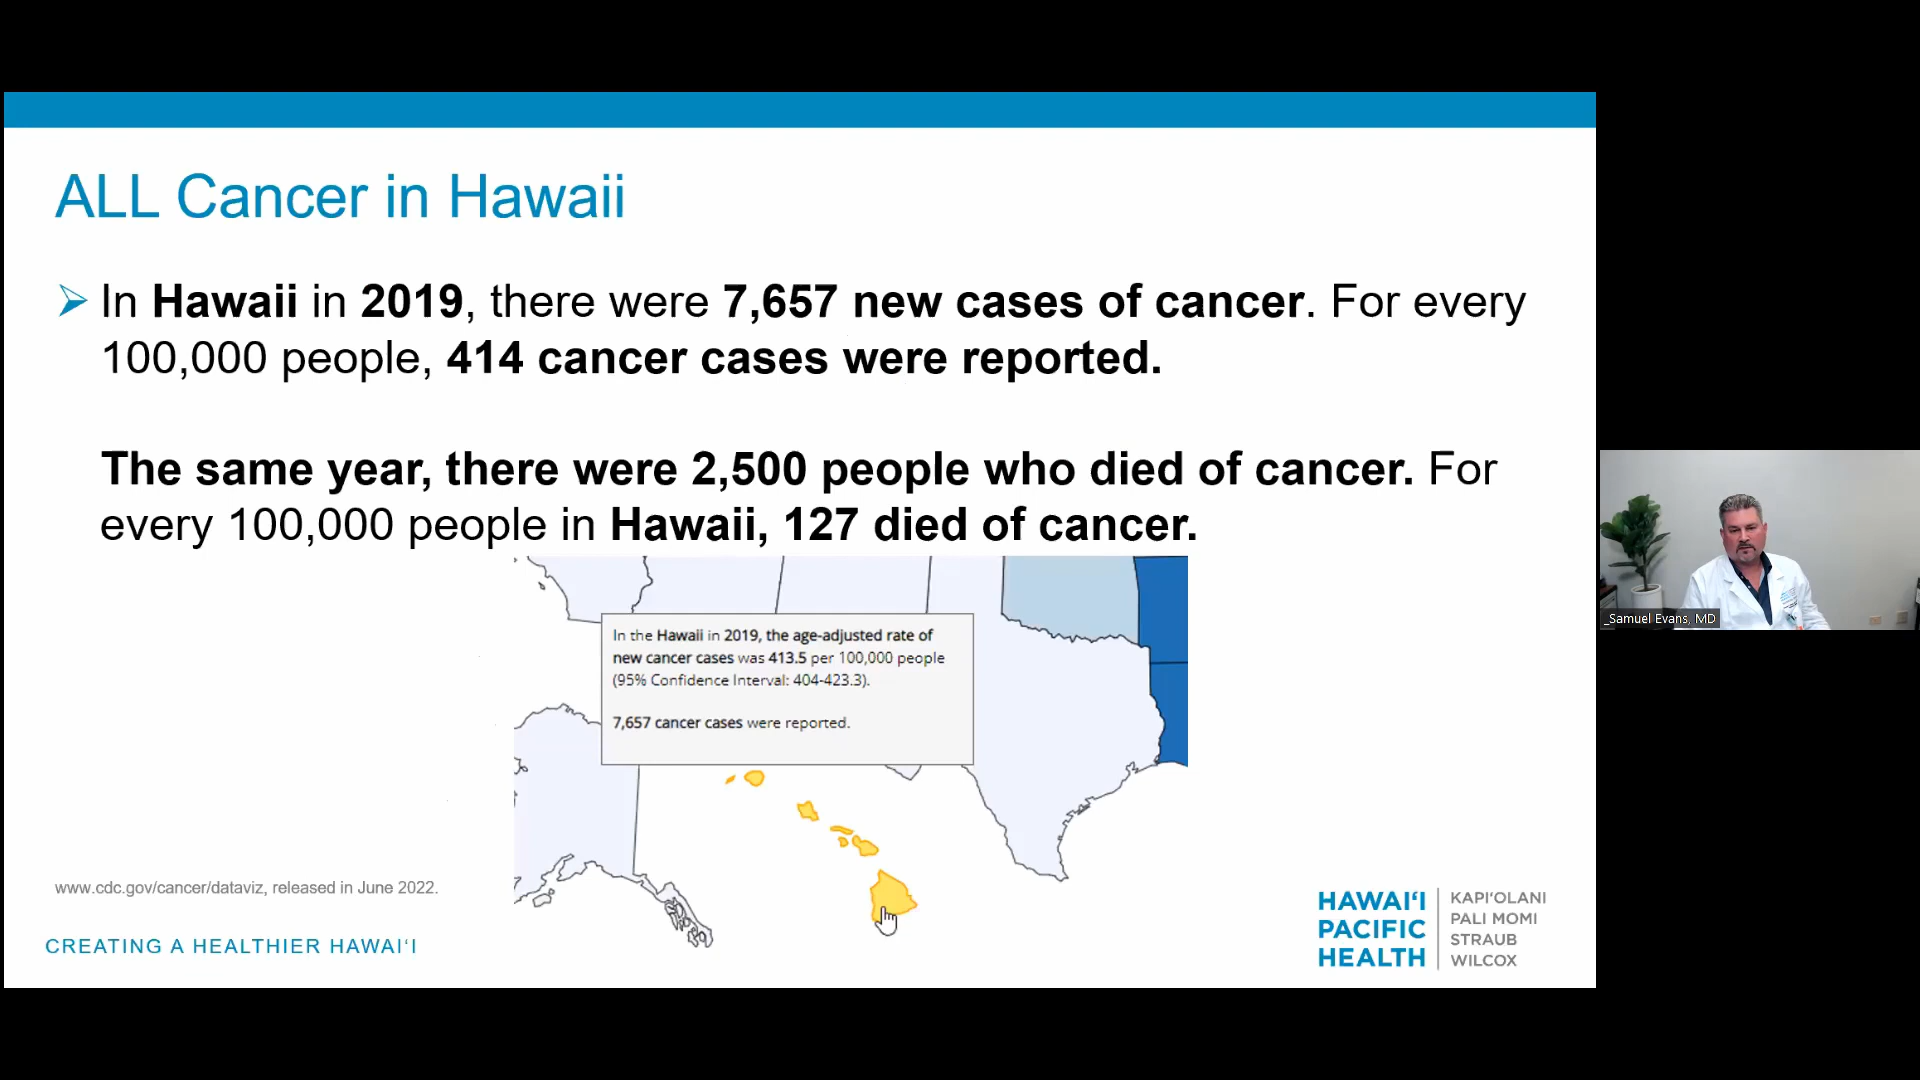 ALL Cancer in Hawaii
➢ In Hawaii in 2019, there were 7,657 new cases of cancer. For every
100,000 people, 414 cancer cases were reported.
The same year, there were 2,500 people who died of cancer. For
every 100,000 people in Hawaii, 127 died of cancer.
In the Hawaii in 2019, the age-adjusted rate of
new cancer cases was 413.5 per 100,000 people
(95% Confidence Interval: 404-423.3).
7,657 cancer cases were reported.
www.cdc.gov/cancer/dataviz, released in June 2022.
CREATING A HEALTHIER HAWAI‘I
HAWAI‘I
PACIFIC
HEALTH
KAPI‘OLANI
PALI MOMI
STRAUB
WILCOX
_Samuel Evans, MD